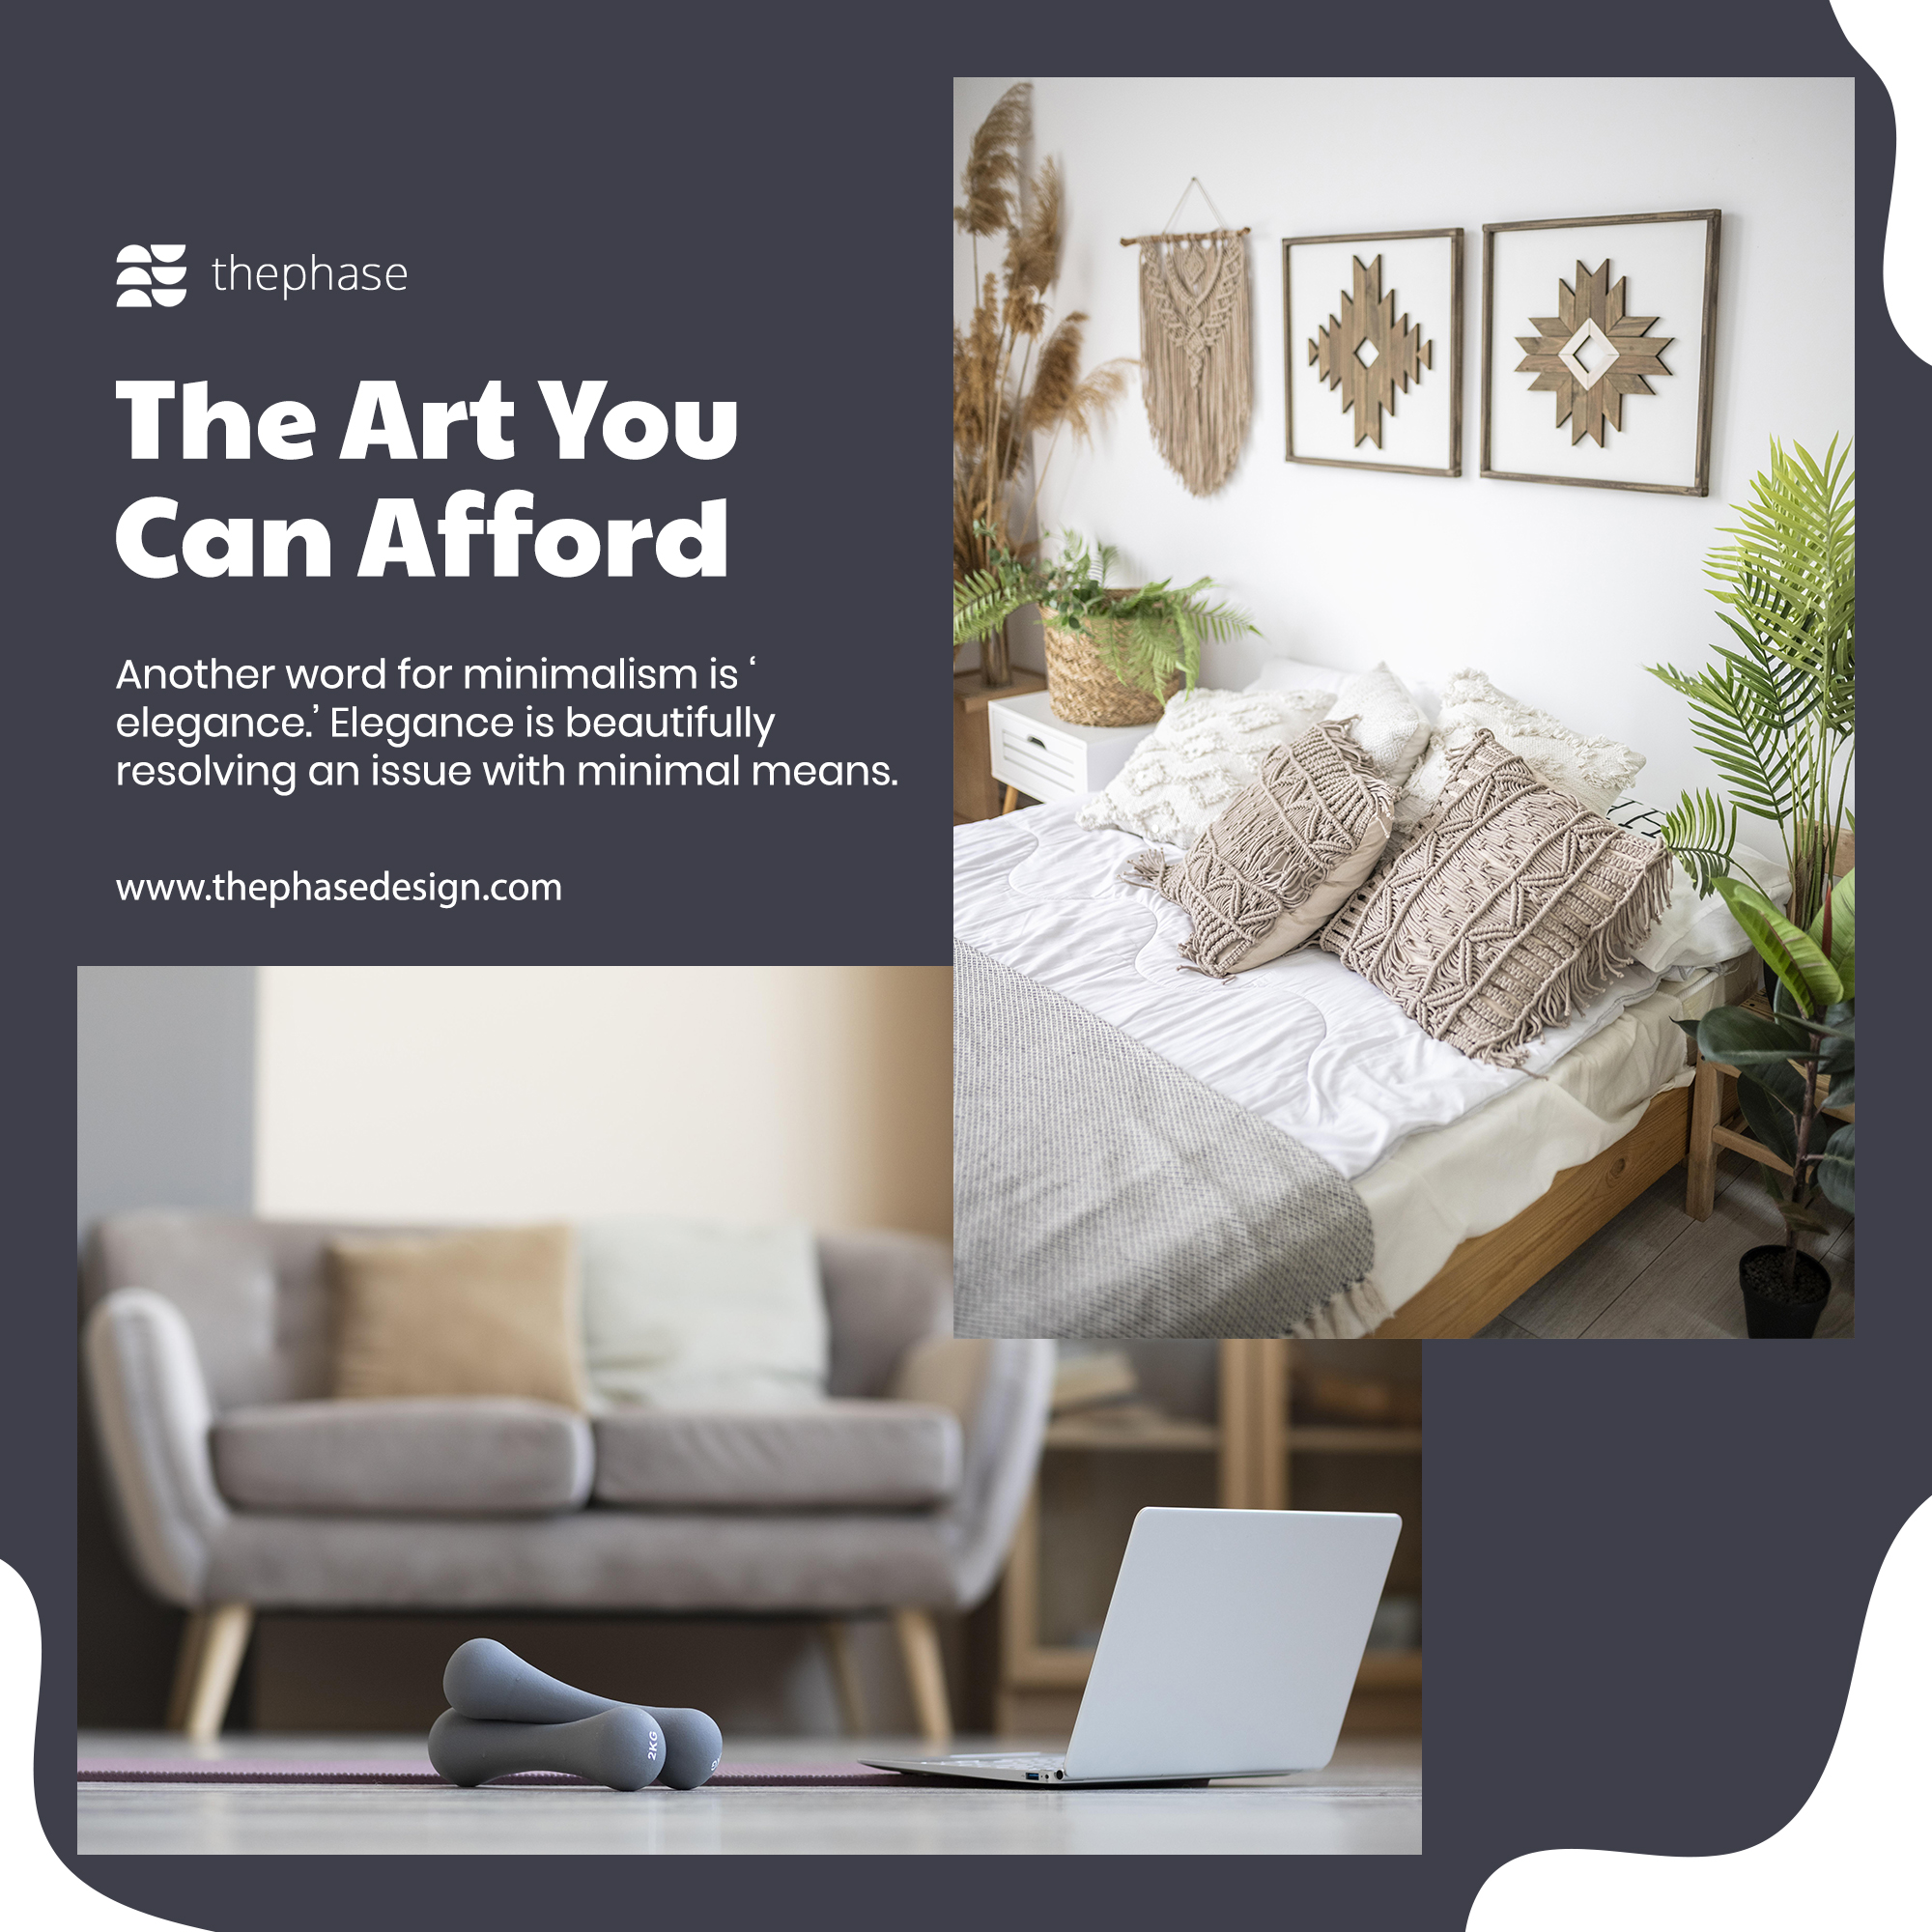 thephase
The Art You
Can Afford
Another word for minimalism is ‘
elegance.’ Elegance is beautifully
resolving an issue with minimal means.
www.thephasedesign.com
2KG